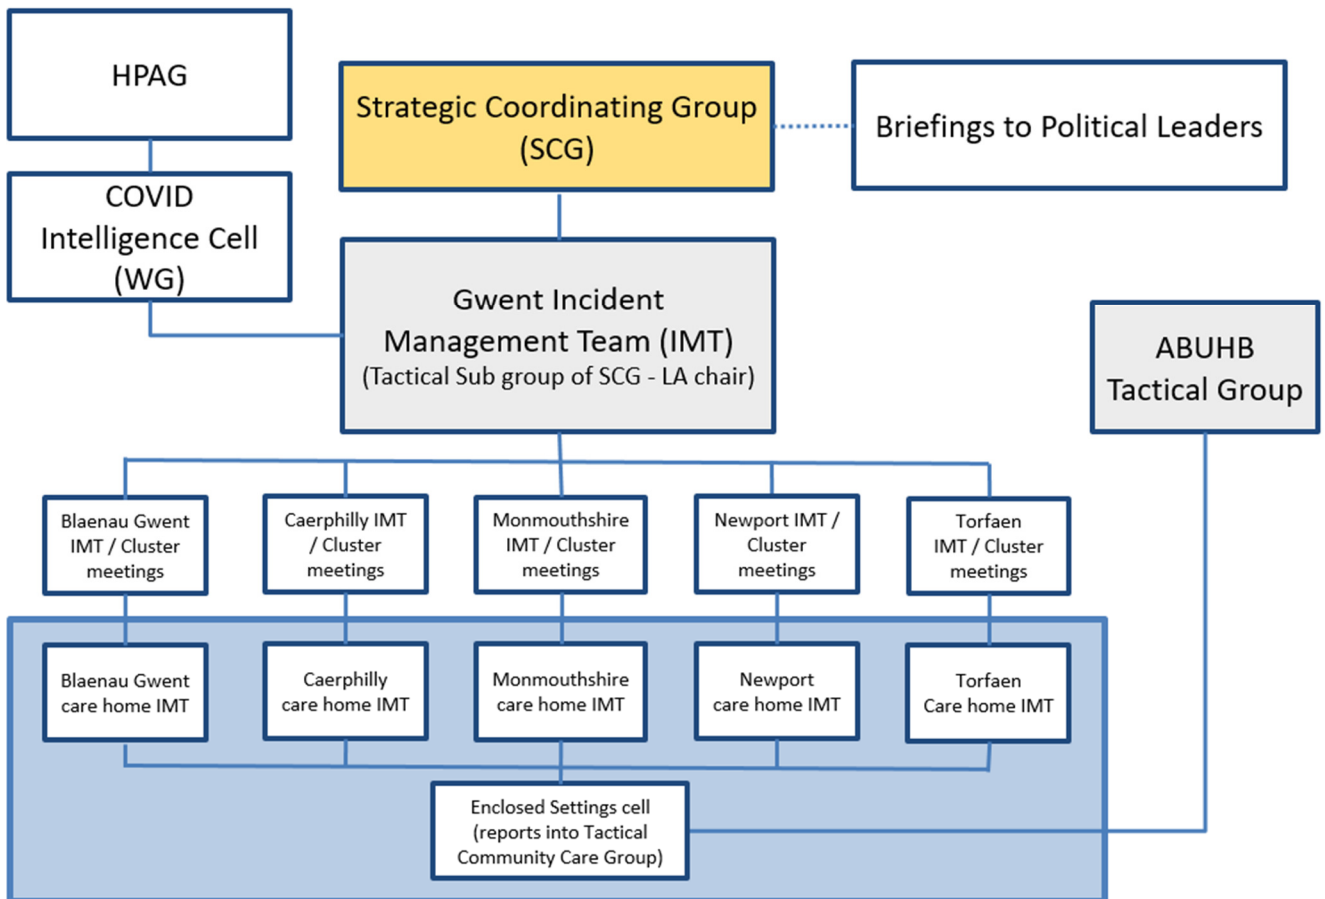 HPAG
Strategic Coordinating Group
(SCG)
Briefings to Political Leaders
COVID
Intelligence Cell
(WG)
Gwent Incident
Management Team (IMT)
(Tactical Sub group of SCG - LA chair)
ABUHB
Tactical Group
Blaenau Gwent
IMT / Cluster
meetings
Caerphilly IMT
/ Cluster
meetings
Monmouthshire
IMT / Cluster
meetings
Newport IMT /
Cluster
meetings
Torfaen
IMT / Cluster
meetings
Blaenau Gwent
care home IMT
Caerphilly
care home IMT
Monmouthshire
care home IMT
Newport
care home IMT
Torfaen
Care home IMT
Enclosed Settings cell
(reports into Tactical
Community Care Group)